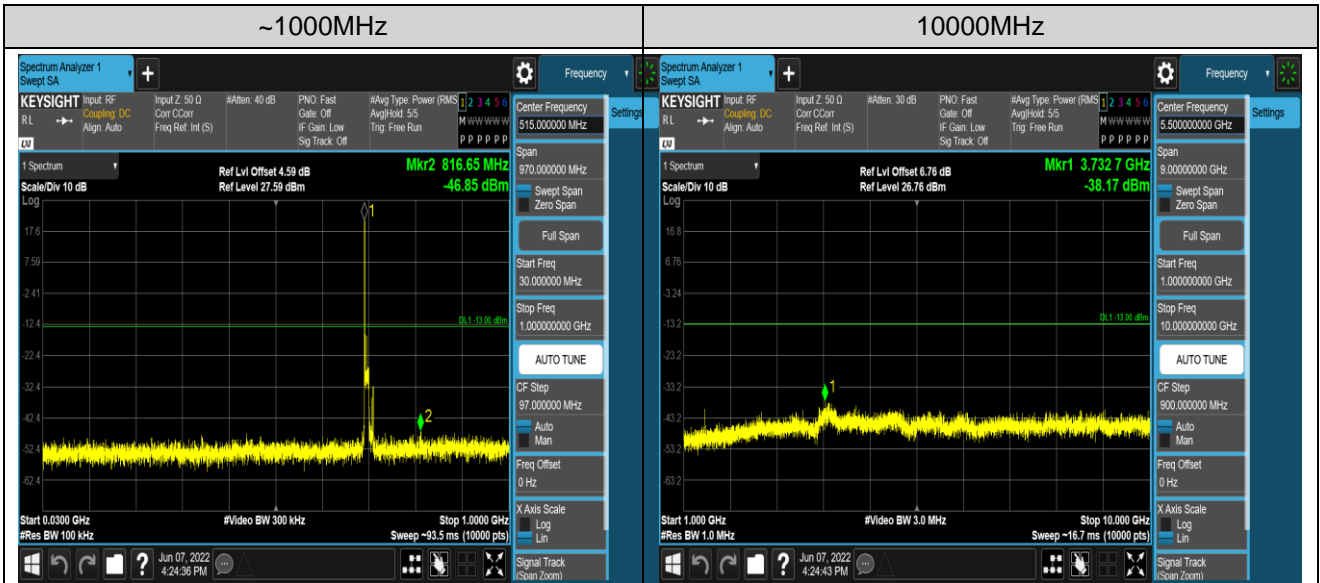 ~1000MHz
10000MHz
Spectrum Analyzer 1
Swept SA
+
Frequency
KEYSIGHT
RL
LXI
Input: RF
Coupling: DC
Align: Auto
Input Z: 50 Ω
Corr CCorr
Freq Ref: Int (S)
#Atten: 40 dB
PNO: Fast
Gate: Off
IF Gain: Low
Sig Track: Off
#Avg Type: Power (RMS
Avg|Hold: 5/5
Trig: Free Run
1 2 3 4 5 6
M W W W W W
P P P P P P
Center Frequency
515.000000 MHz
Settings
1 Spectrum
Scale/Div 10 dB
Log
Ref Lvl Offset 4.59 dB
Ref Level 27.59 dBm
Mkr2 816.65 MHz
-46.85 dBm
Span
970.000000 MHz
Swept Span
Zero Span
Full Span
Start Freq
30.000000 MHz
Stop Freq
1.000000000 GHz
AUTO TUNE
CF Step
97.000000 MHz
Auto
Man
Freq Offset
0 Hz
X Axis Scale
Log
Lin
Signal Track
(Span Zoom)
17.6
7.59
-2.41
-12.4
-22.4
-32.4
-42.4
-52.4
-62.4
1
DL1 -13.00 dBm
2
Start 0.0300 GHz
#Res BW 100 kHz
#Video BW 300 kHz
Stop 1.0000 GHz
Sweep ~93.5 ms (10000 pts)
?
Jun 07, 2022
4:24:36 PM
Spectrum Analyzer 1
Swept SA
+
Frequency
KEYSIGHT
RL
LXI
Input: RF
Coupling: DC
Align: Auto
Input Z: 50 Ω
Corr CCorr
Freq Ref: Int (S)
#Atten: 30 dB
PNO: Fast
Gate: Off
IF Gain: Low
Sig Track: Off
#Avg Type: Power (RMS
Avg|Hold: 5/5
Trig: Free Run
1 2 3 4 5 6
M W W W W W
P P P P P P
Center Frequency
5.500000000 GHz
Settings
1 Spectrum
Scale/Div 10 dB
Log
Ref Lvl Offset 6.76 dB
Ref Level 26.76 dBm
Mkr1 3.732 7 GHz
-38.17 dBm
Span
9.00000000 GHz
Swept Span
Zero Span
Full Span
Start Freq
1.000000000 GHz
Stop Freq
10.000000000 GHz
AUTO TUNE
CF Step
900.000000 MHz
Auto
Man
Freq Offset
0 Hz
X Axis Scale
Log
Lin
Signal Track
(Span Zoom)
16.8
6.76
-3.24
-13.2
-23.2
-33.2
-43.2
-53.2
-63.2
DL1 -13.00 dBm
1
Start 1.000 GHz
#Res BW 1.0 MHz
#Video BW 3.0 MHz
Stop 10.000 GHz
Sweep ~16.7 ms (10000 pts)
?
Jun 07, 2022
4:24:43 PM